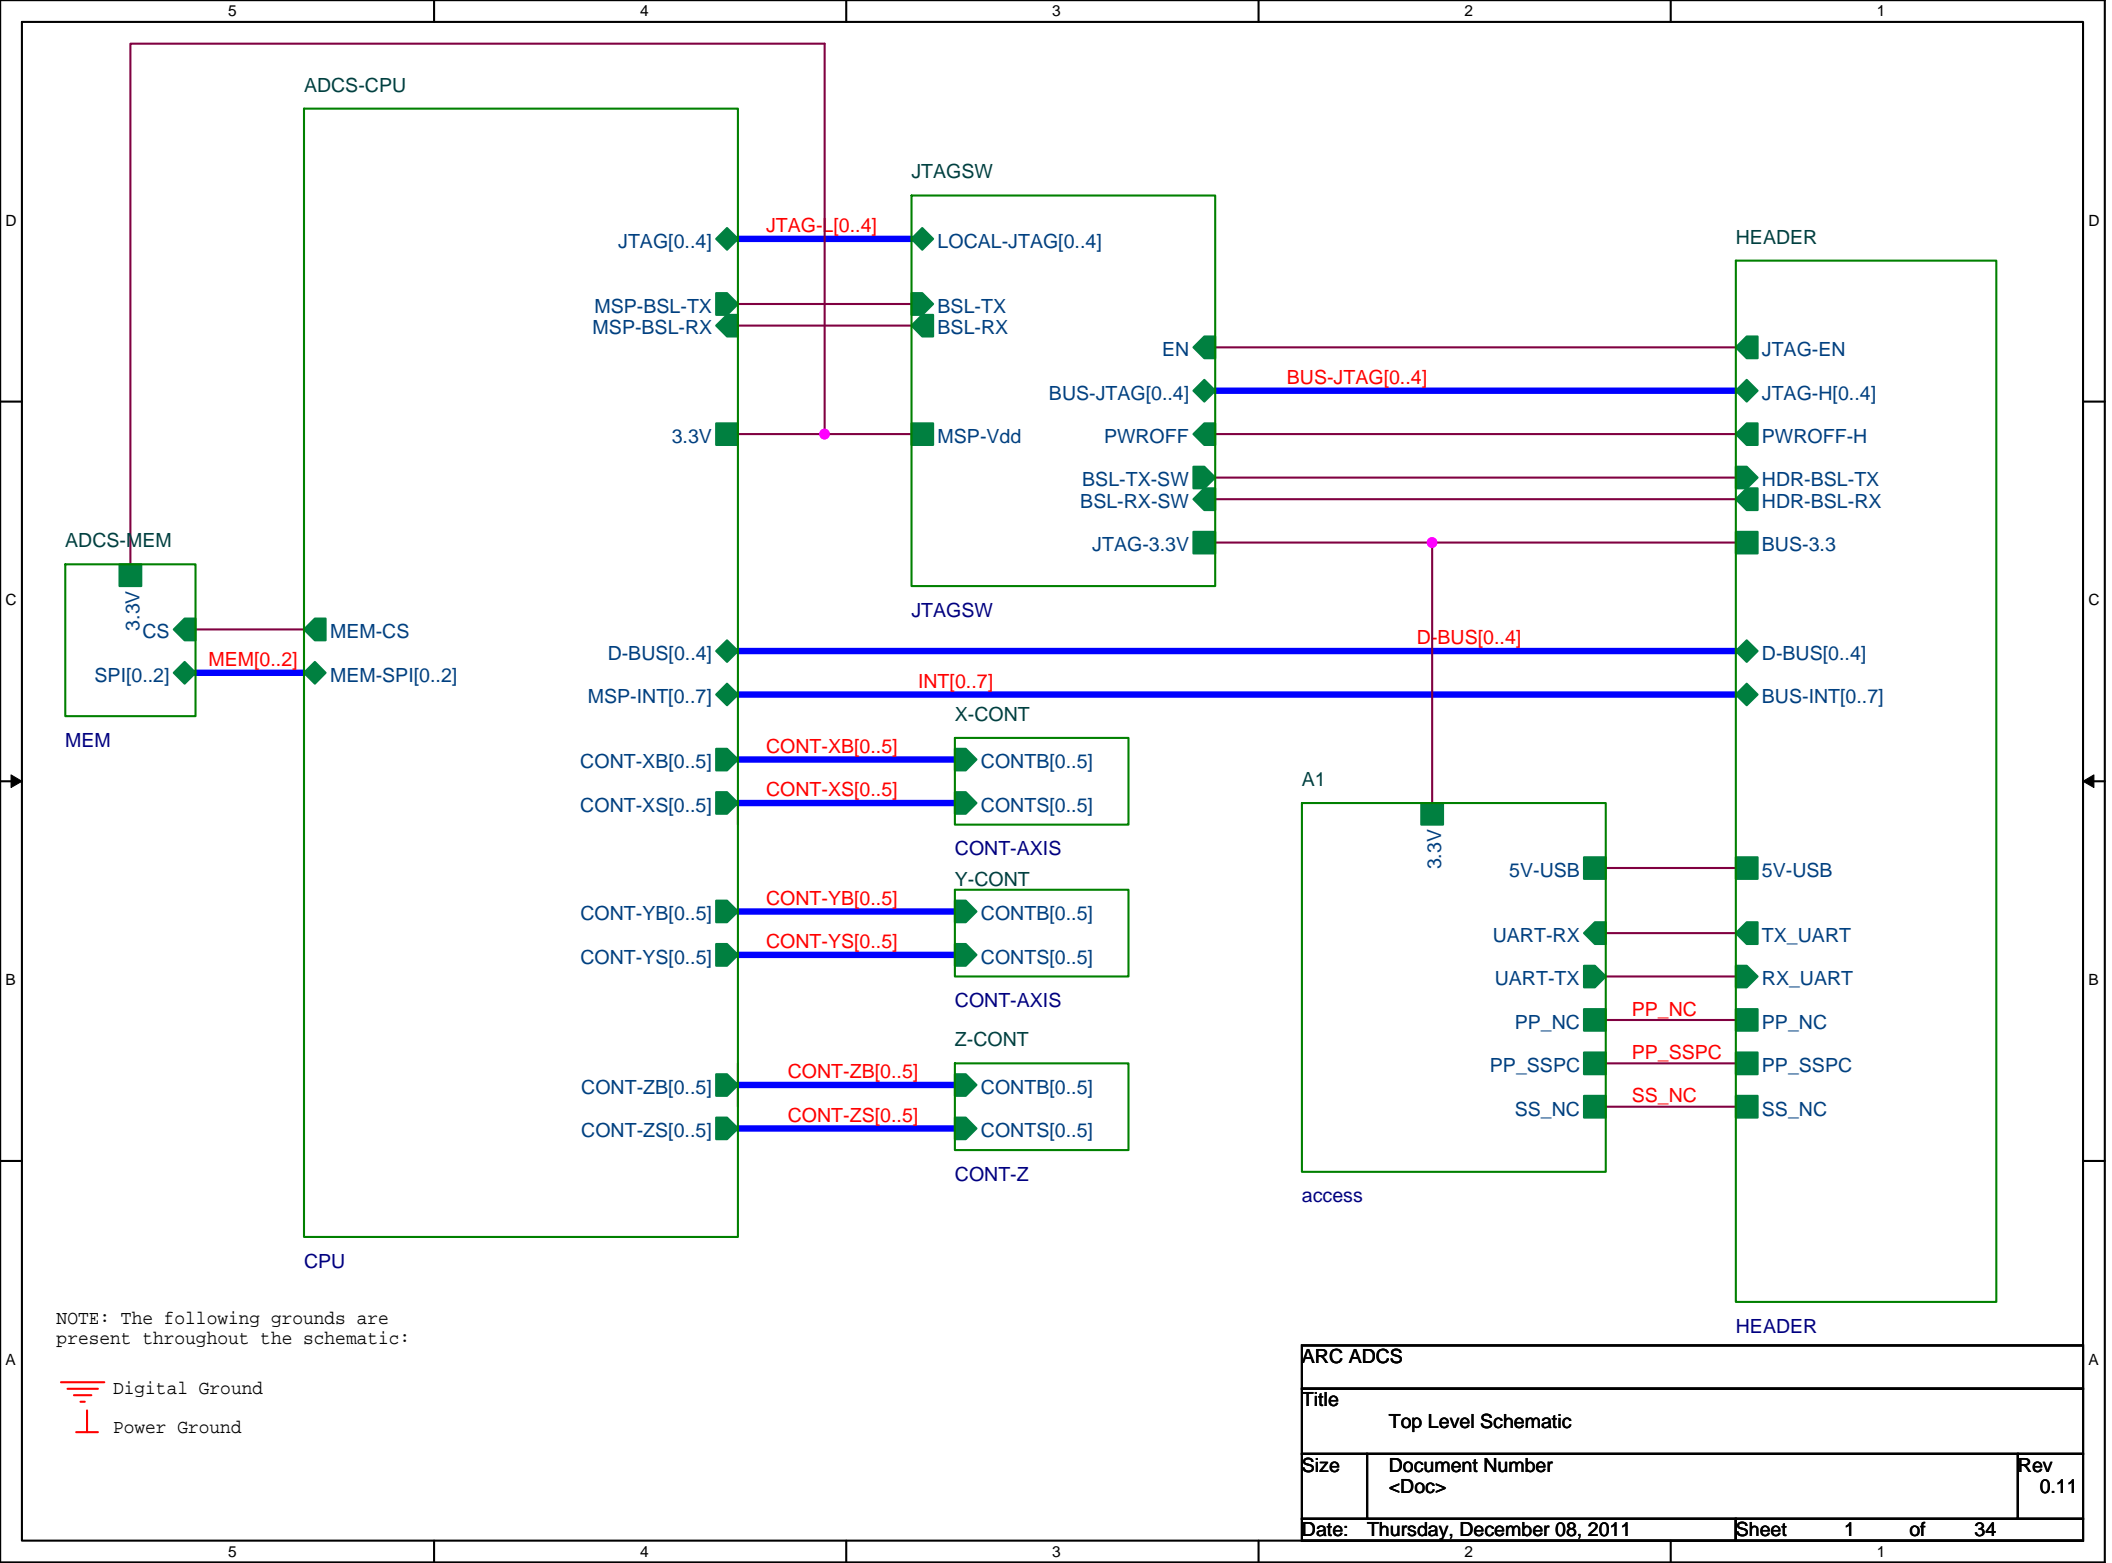 5 4 3 2 1
D
C
B
A
D
C
B
A
ADCS-CPU
JTAG[0..4]
MSP-BSL-TX
MSP-BSL-RX
3.3V
MEM-CS
MEM-SPI[0..2]
D-BUS[0..4]
MSP-INT[0..7]
CONT-XB[0..5]
CONT-XS[0..5]
CONT-YB[0..5]
CONT-YS[0..5]
CONT-ZB[0..5]
CONT-ZS[0..5]
CPU
ADCS-MEM
3.3V
CS
SPI[0..2]
MEM
MEM[0..2]
JTAG-L[0..4]
JTAGSW
LOCAL-JTAG[0..4]
BSL-TX
BSL-RX
MSP-Vdd
EN
BUS-JTAG[0..4]
PWROFF
BSL-TX-SW
BSL-RX-SW
JTAG-3.3V
JTAGSW
BUS-JTAG[0..4]
D-BUS[0..4]
INT[0..7]
X-CONT
CONT-XB[0..5]
CONTB[0..5]
CONT-XS[0..5]
CONTS[0..5]
CONT-AXIS
Y-CONT
CONT-YB[0..5]
CONTB[0..5]
CONT-YS[0..5]
CONTS[0..5]
CONT-AXIS
Z-CONT
CONT-ZB[0..5]
CONTB[0..5]
CONT-ZS[0..5]
CONTS[0..5]
CONT-Z
A1
3.3V
5V-USB
UART-RX
UART-TX
PP_NC
PP_SSPC
SS_NC
access
PP_NC
PP_SSPC
SS_NC
HEADER
JTAG-EN
JTAG-H[0..4]
PWROFF-H
HDR-BSL-TX
HDR-BSL-RX
BUS-3.3
D-BUS[0..4]
BUS-INT[0..7]
5V-USB
TX_UART
RX_UART
PP_NC
PP_SSPC
SS_NC
HEADER
NOTE: The following grounds are
present throughout the schematic:
Digital Ground
Power Ground
ARC ADCS
Title
Top Level Schematic
Size
Document Number
<Doc>
Rev
0.11
Date: Thursday, December 08, 2011
Sheet 1 of 34
5 4 3 2 1